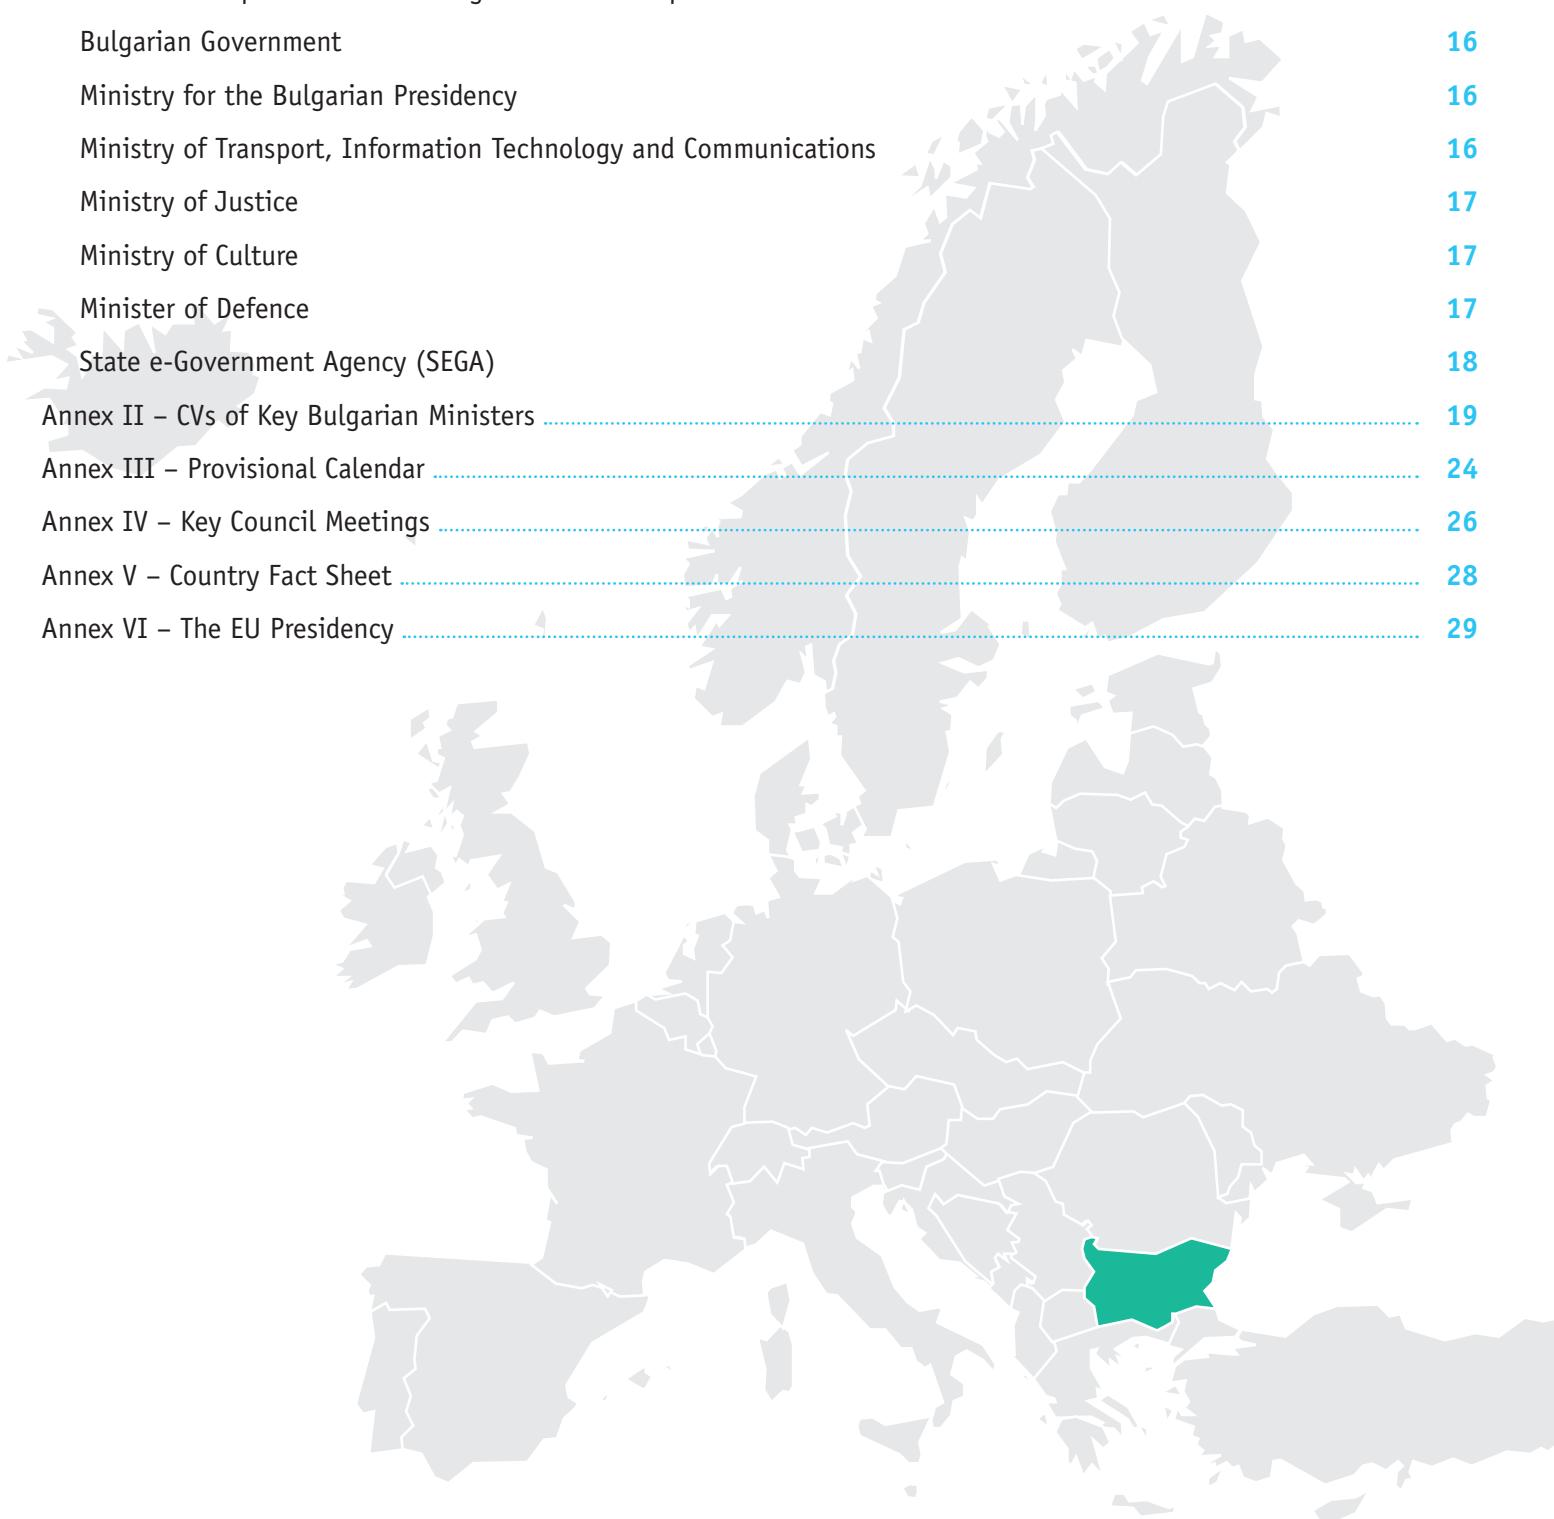 Bulgarian Government 16
Ministry for the Bulgarian Presidency 16
Ministry of Transport, Information Technology and Communications 16
Ministry of Justice 17
Ministry of Culture 17
Minister of Defence 17
State e-Government Agency (SEGA) 18
Annex II – CVs of Key Bulgarian Ministers 19
Annex III – Provisional Calendar 24
Annex IV – Key Council Meetings 26
Annex V – Country Fact Sheet 28
Annex VI – The EU Presidency 29